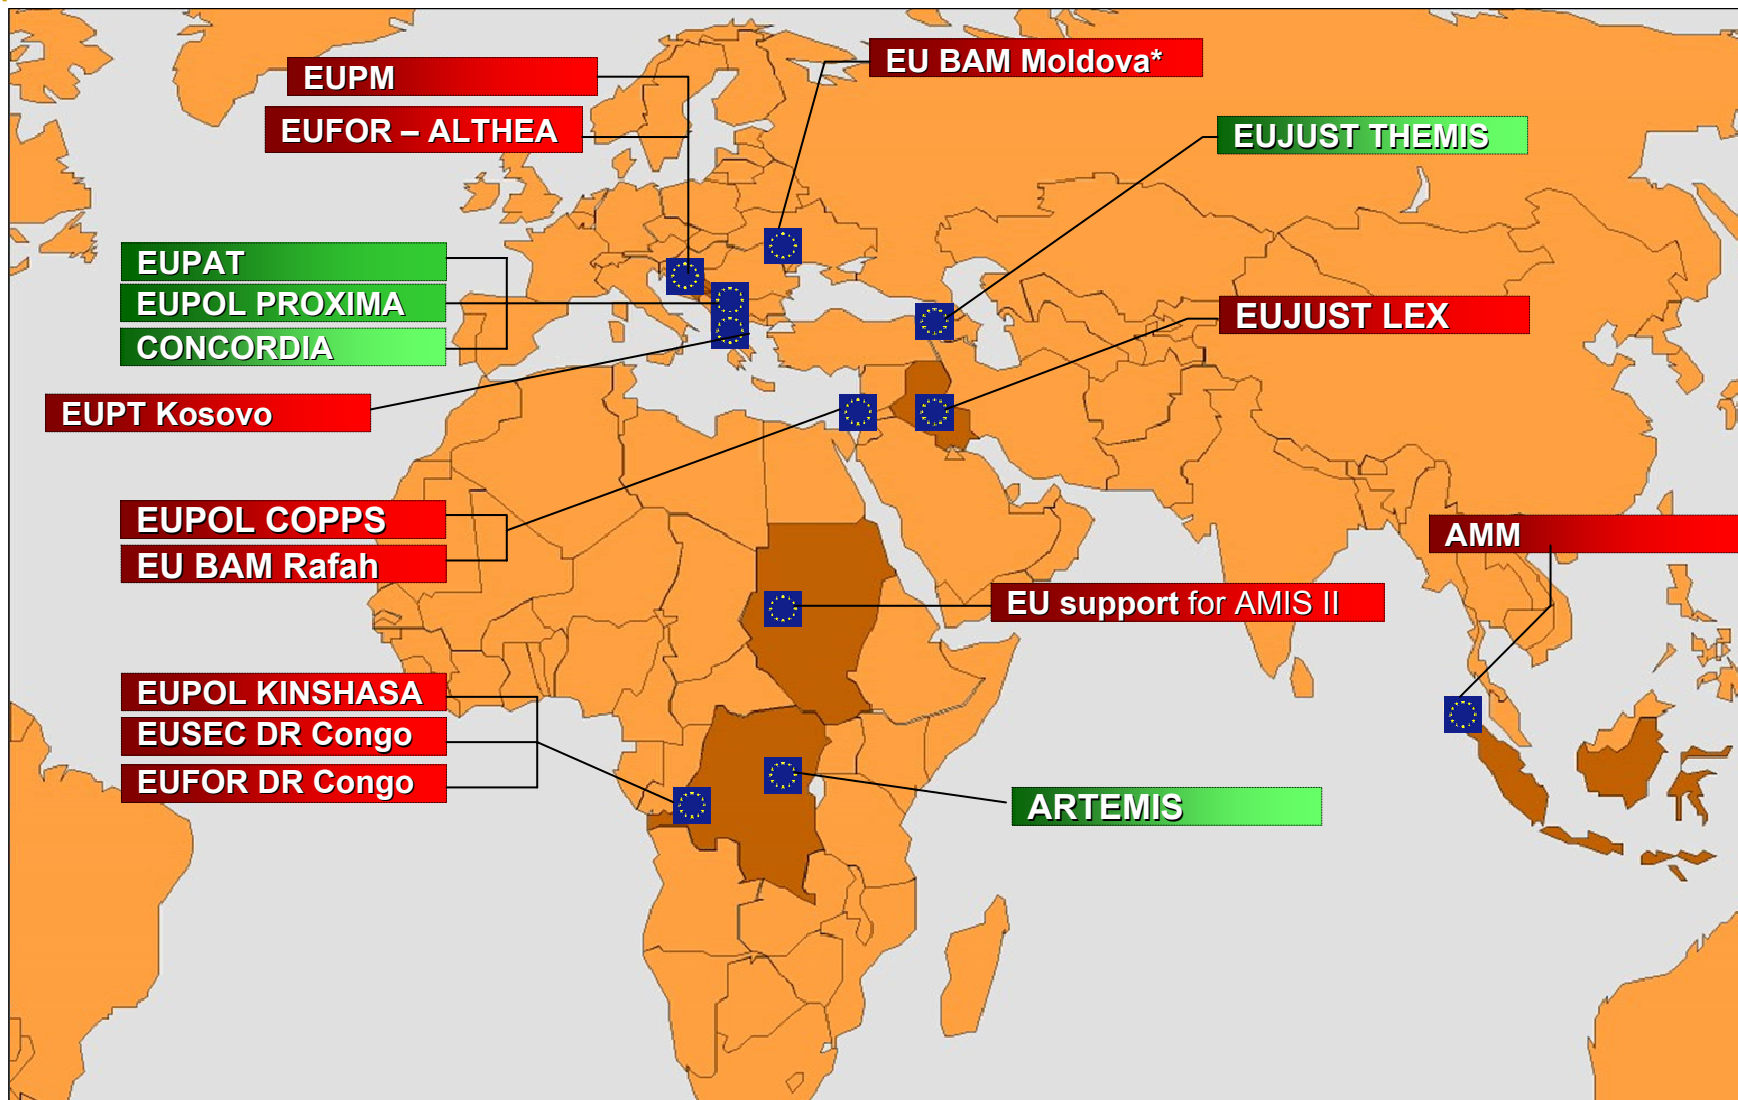 EUPM
EU BAM Moldova*
EUFOR – ALTHEA
EUJUST THEMIS
EUPAT
EUPOL PROXIMA
CONCORDIA
EUJUST LEX
EUPT Kosovo
EUPOL COPPS
EU BAM Rafah
AMM
EU support for AMIS II
EUPOL KINSHASA
EUSEC DR Congo
EUFOR DR Congo
ARTEMIS